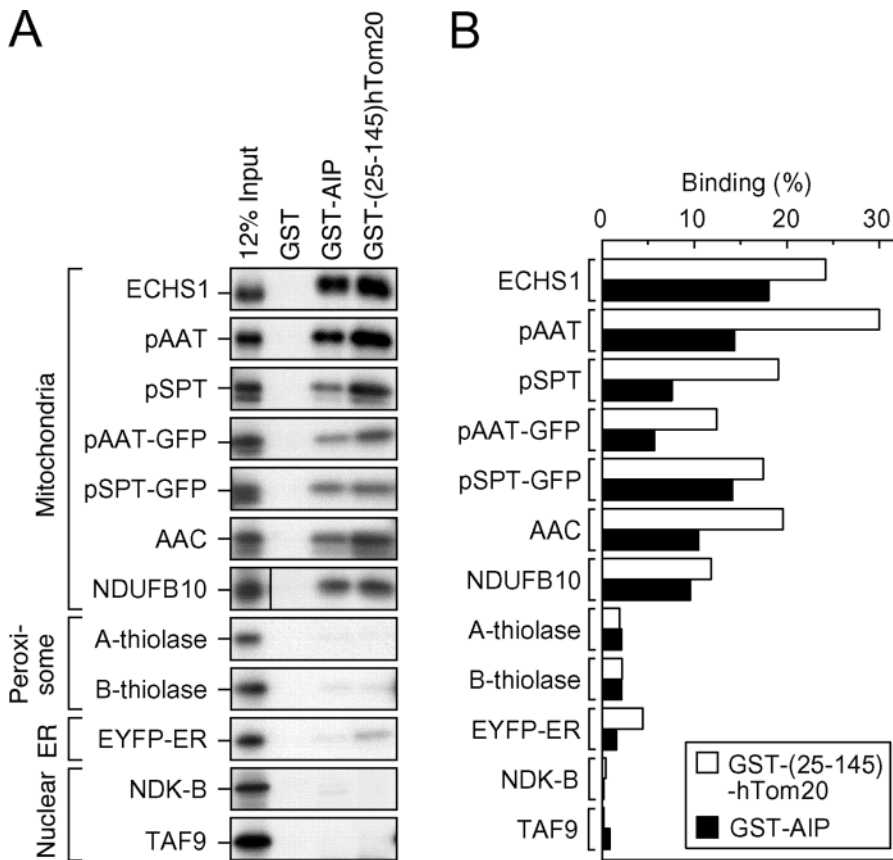 A
12% Input
GST
GST-AIP
GST-(25-145)hTom20
Mitochondria
ECHS1
pAAT
pSPT
pAAT-GFP
pSPT-GFP
AAC
NDUFB10
Peroxi-
some
A-thiolase
B-thiolase
ER
EYFP-ER
Nuclear
NDK-B
TAF9
B
Binding (%)
0 10 20 30
ECHS1
pAAT
pSPT
pAAT-GFP
pSPT-GFP
AAC
NDUFB10
A-thiolase
B-thiolase
EYFP-ER
NDK-B
TAF9
GST-(25-145)
-hTom20
GST-AIP